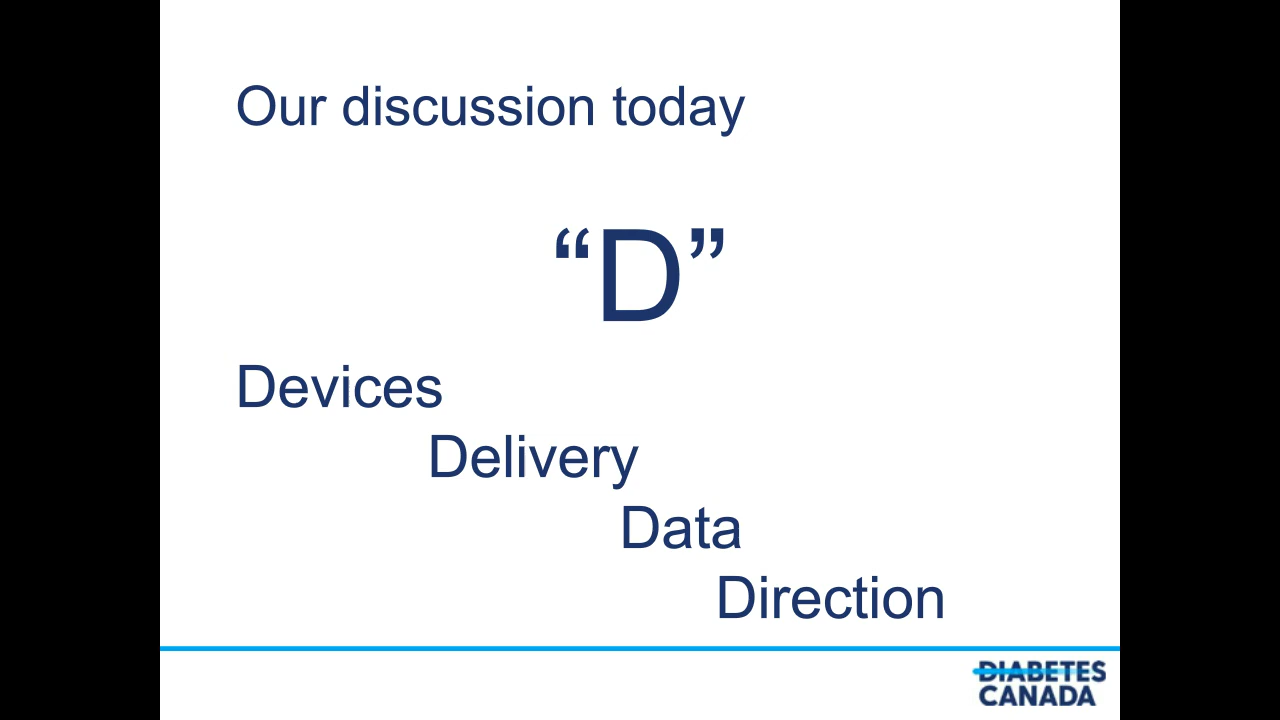 Our discussion today
“D”
Devices
Delivery
Data
Direction
DIABETES
CANADA